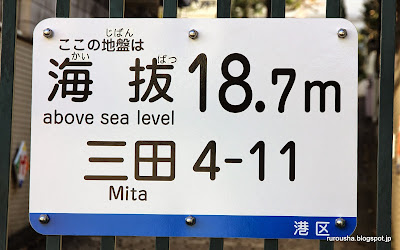 じばん
ここの地盤は
かい ばつ
海抜 18.7m
above sea level
三田 4-11
Mita
港区
rurousha.blogspot.jp